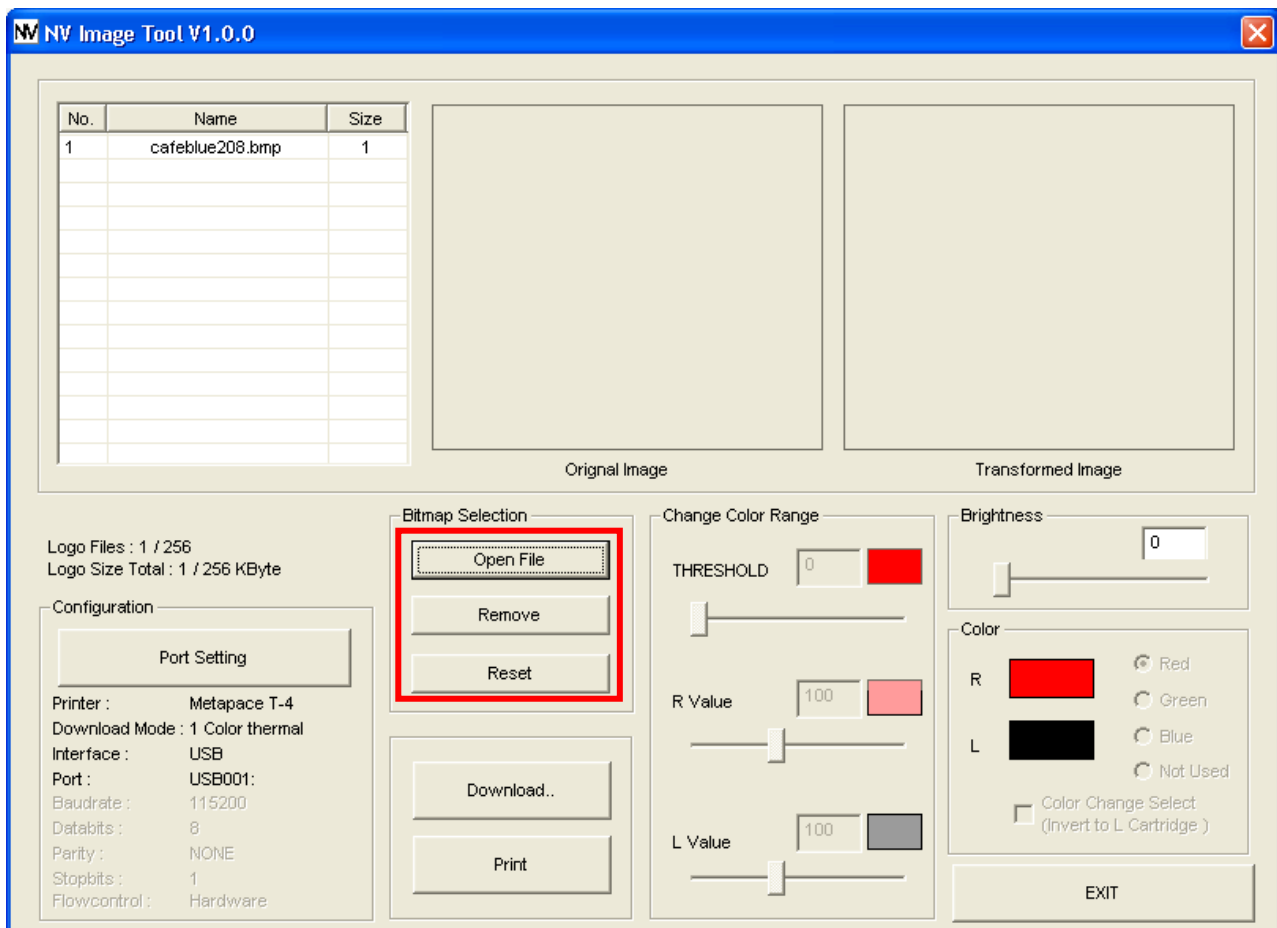 NV NV Image Tool V1.0.0
No. Name Size
1 cafeblue208.bmp 1
Orignal Image
Transformed Image
Logo Files : 1 / 256
Logo Size Total : 1 / 256 KByte
Configuration
Port Setting
Printer : Metapace T-4
Download Mode : 1 Color thermal
Interface : USB
Port : USB001:
Baudrate : 115200
Databits : 8
Parity : NONE
Stopbits : 1
Flowcontrol : Hardware
Bitmap Selection
Open File
Remove
Reset
Download..
Print
Change Color Range
THRESHOLD 0
R Value 100
L Value 100
Brightness
0
Color
R
L
Red
Green
Blue
Not Used
Color Change Select
(Invert to L Cartridge )
EXIT